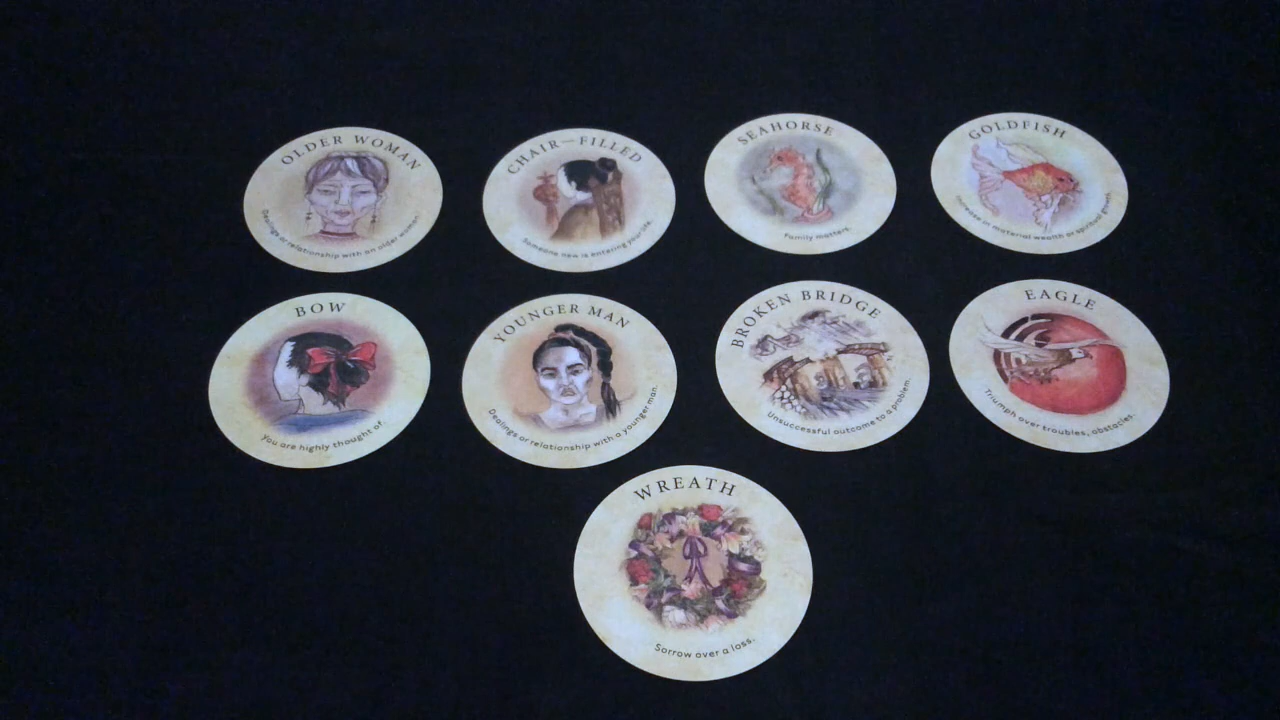 OLDER WOMAN
Dealings or relationship with an older woman.
CHAIR—FILLED
Someone new is entering your life.
SEAHORSE
Family matters.
GOLDFISH
Increase in material wealth or spiritual growth.
BOW
You are highly thought of.
YOUNGER MAN
Dealings or relationship with a younger man.
BROKEN BRIDGE
Unsuccessful outcome to a problem.
EAGLE
Triumph over troubles, obstacles.
WREATH
Sorrow over a loss.